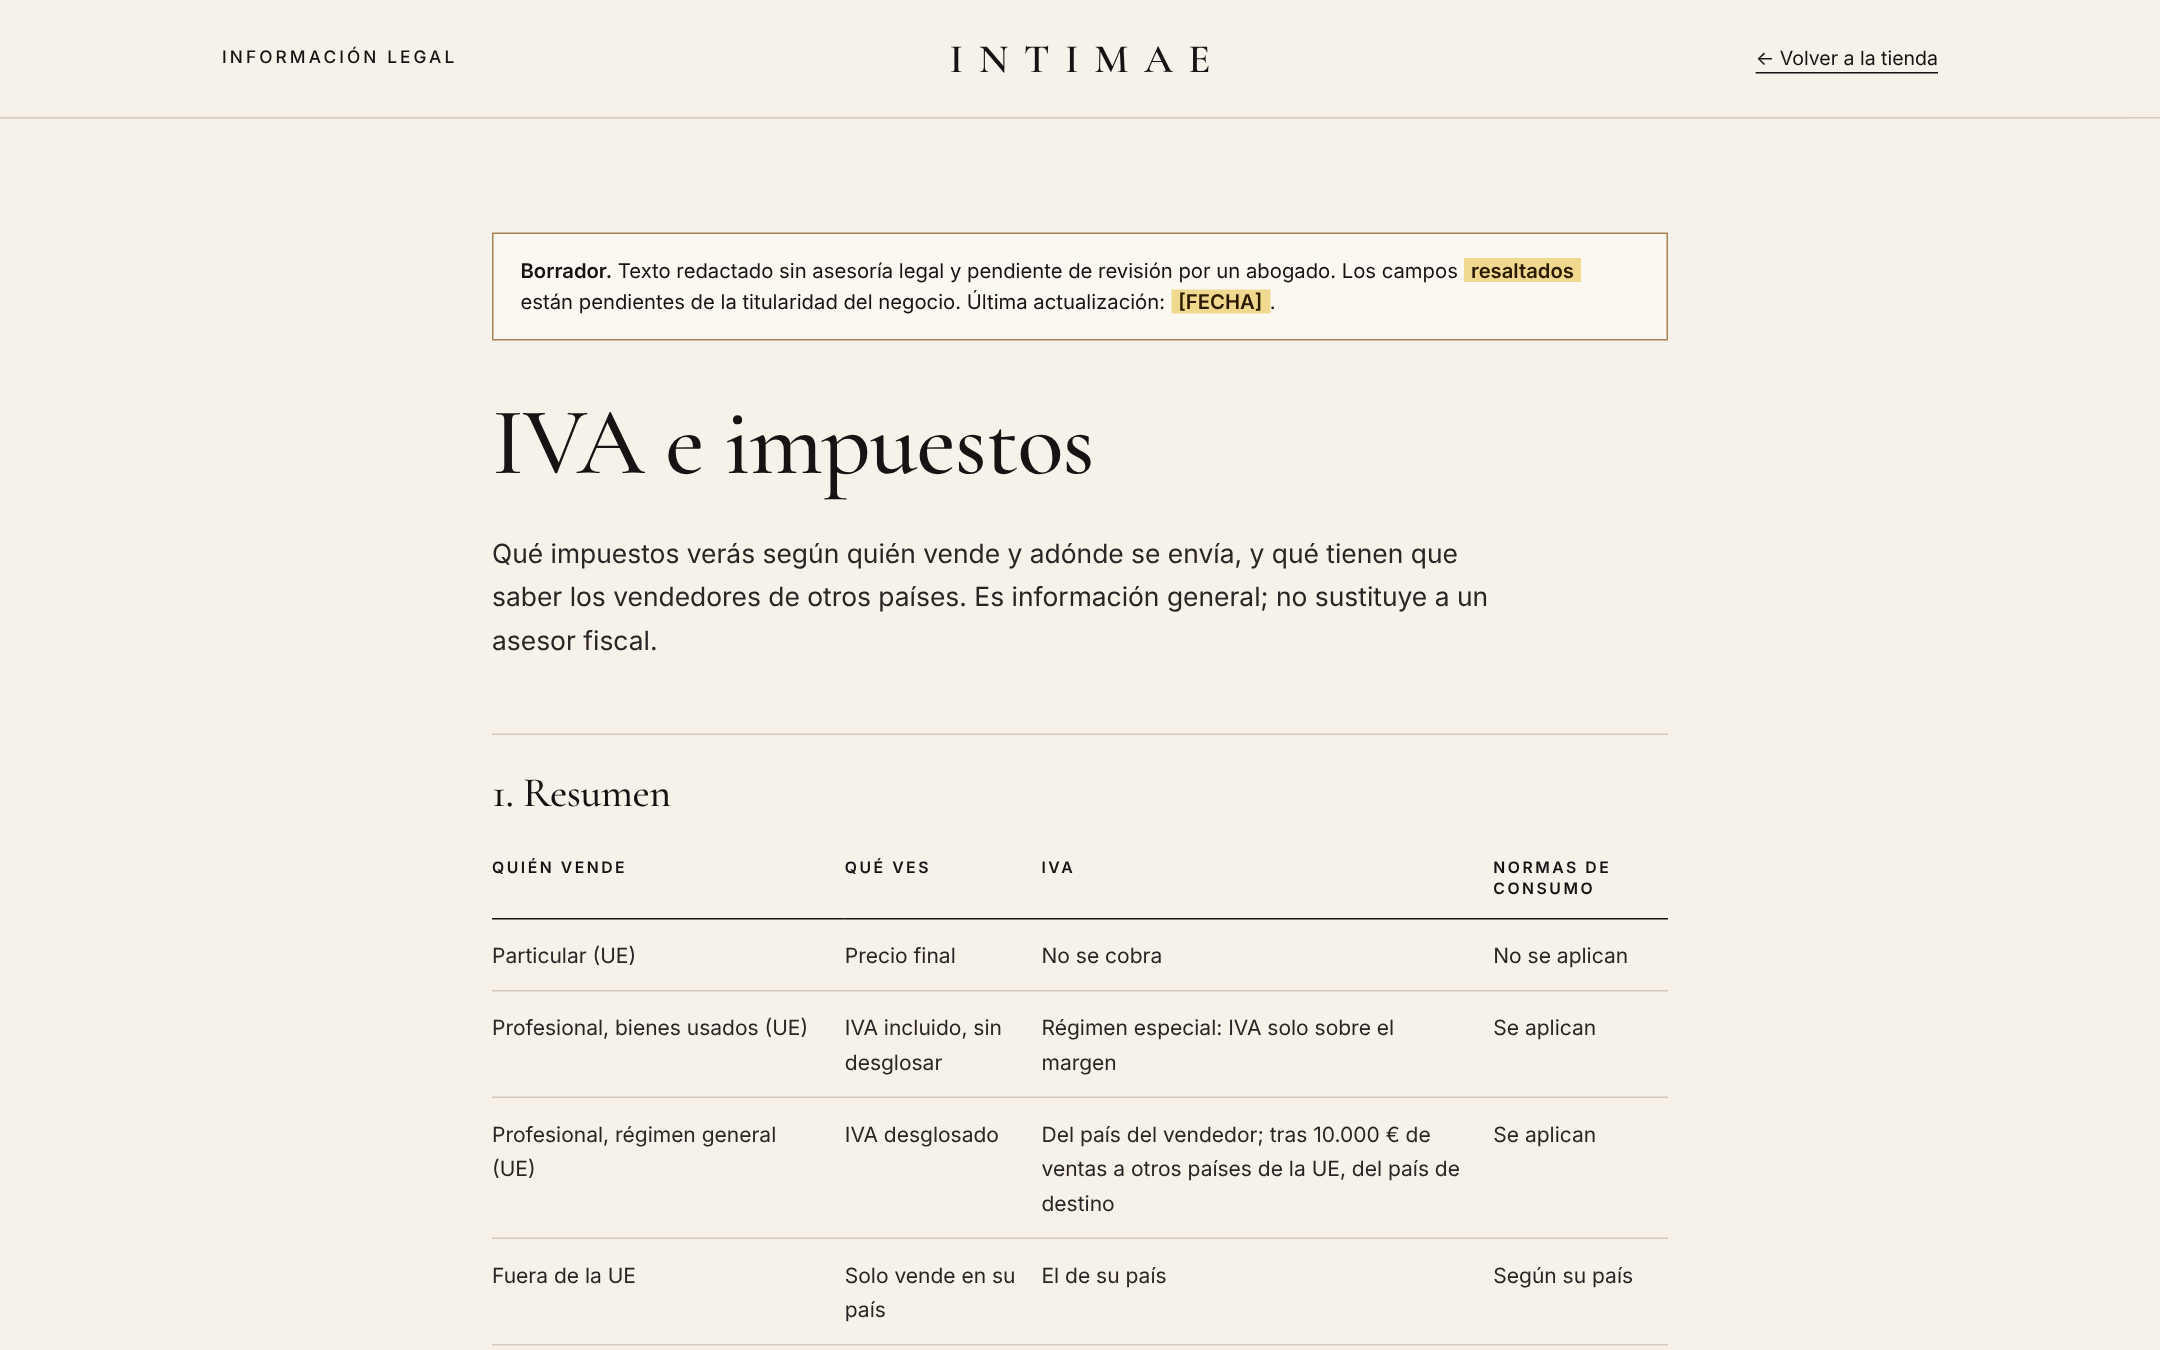 INFORMACIÓN LEGAL
INTIMAE
← Volver a la tienda
Borrador. Texto redactado sin asesoría legal y pendiente de revisión por un abogado. Los campos resaltados
están pendientes de la titularidad del negocio. Última actualización: [FECHA].
IVA e impuestos
Qué impuestos verás según quién vende y adónde se envía, y qué tienen que
saber los vendedores de otros países. Es información general; no sustituye a un
asesor fiscal.
1. Resumen
QUIÉN VENDE
QUÉ VES
IVA
NORMAS DE
CONSUMO
Particular (UE)
Precio final
No se cobra
No se aplican
Profesional, bienes usados (UE)
IVA incluido, sin
desglosar
Régimen especial: IVA solo sobre el
margen
Se aplican
Profesional, régimen general
(UE)
IVA desglosado
Del país del vendedor; tras 10.000 € de
ventas a otros países de la UE, del país de
destino
Se aplican
Fuera de la UE
Solo vende en su
país
El de su país
Según su país